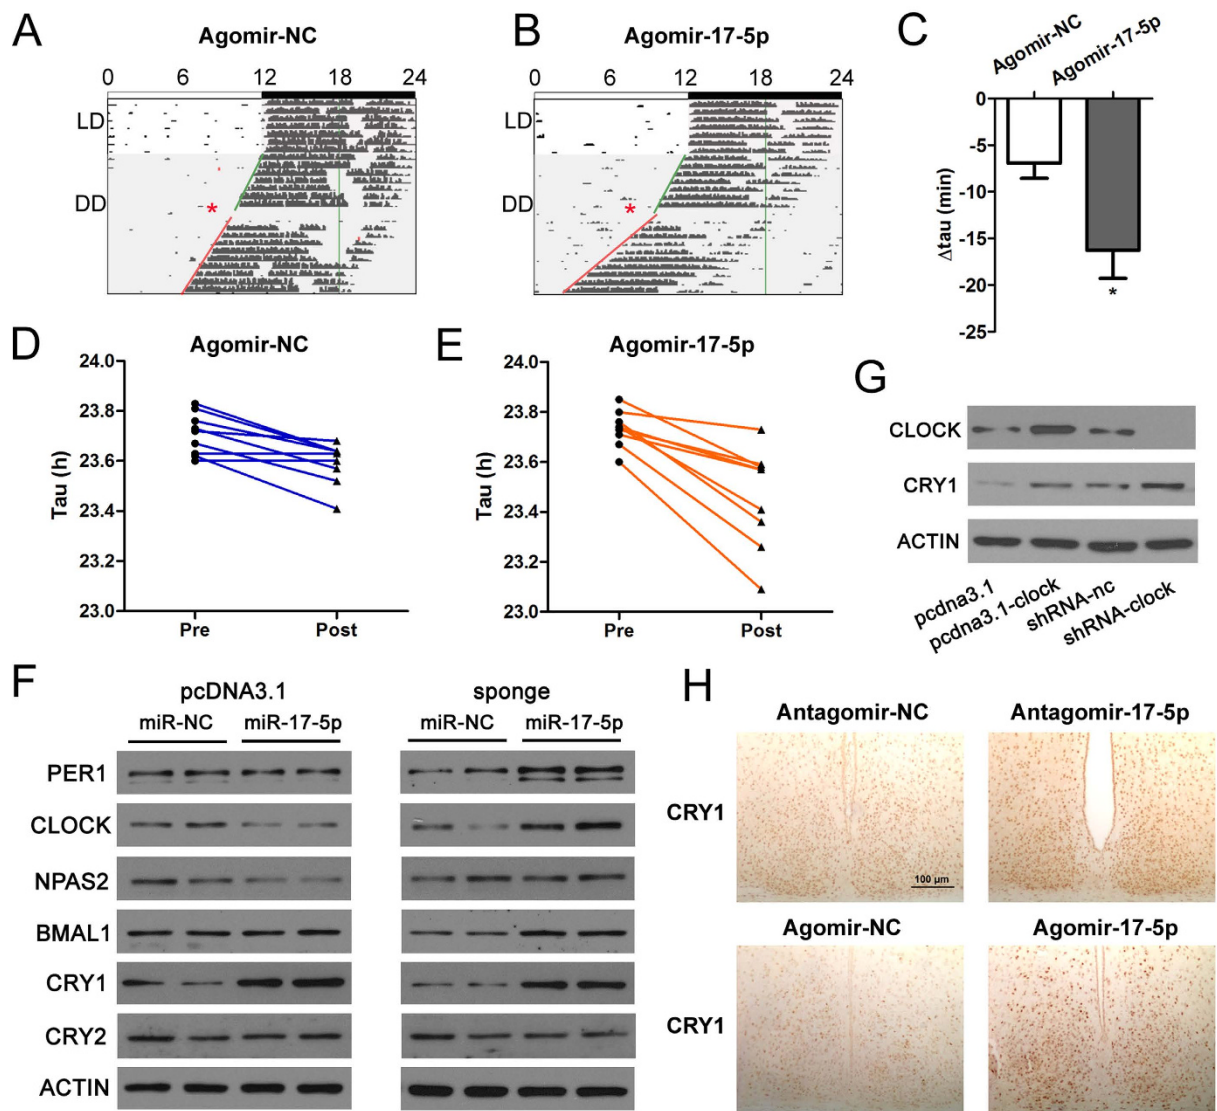 A
Agomir-NC
0 6 12 18 24
LD
DD
*
B
Agomir-17-5p
0 6 12 18 24
LD
DD
*
C
Agomir-NC
Agomir-17-5p
0
-5
-10
-15
-20
-25
Δtau (min)
*
D
Agomir-NC
24.0
23.8
23.6
23.4
23.2
23.0
Tau (h)
Pre Post
E
Agomir-17-5p
24.0
23.8
23.6
23.4
23.2
23.0
Tau (h)
Pre Post
G
CLOCK
CRY1
ACTIN
pcdna3.1
pcdna3.1-clock
shRNA-nc
shRNA-clock
F
pcDNA3.1 sponge
miR-NC miR-17-5p miR-NC miR-17-5p
PER1
CLOCK
NPAS2
BMAL1
CRY1
CRY2
ACTIN
H
Antagomir-NC Antagomir-17-5p
CRY1
100 µm
Agomir-NC Agomir-17-5p
CRY1